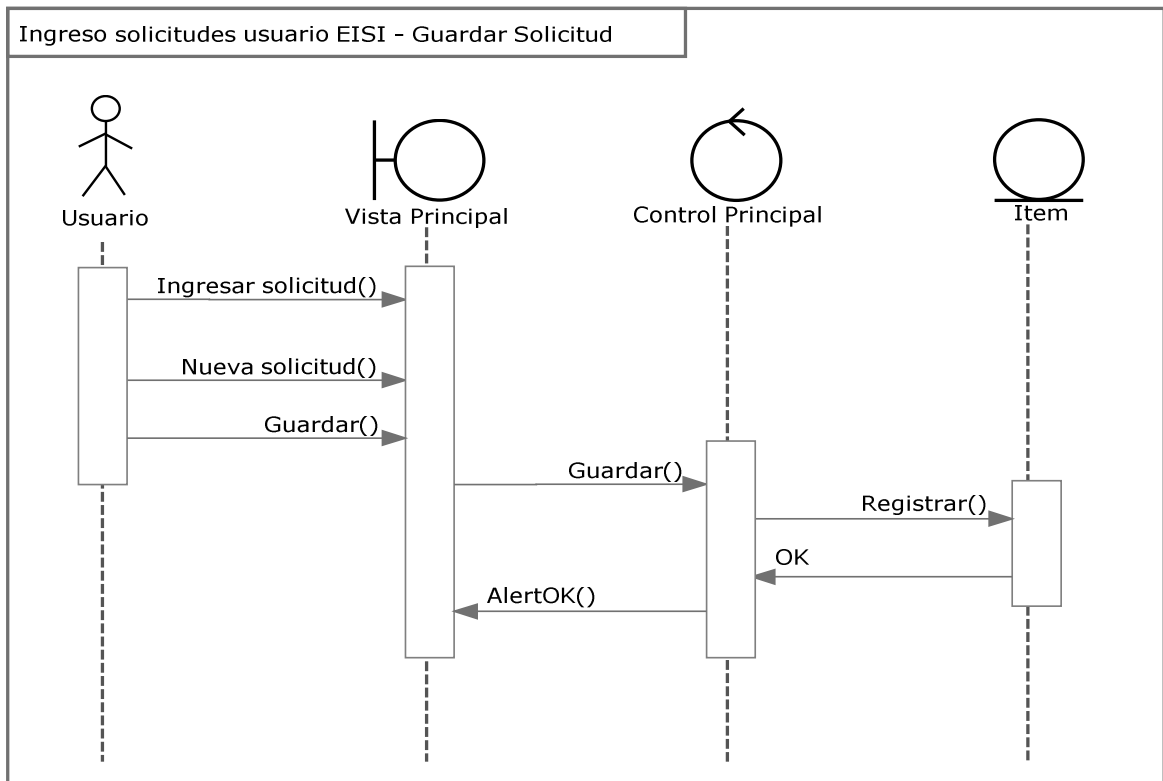 Ingreso solicitudes usuario EISI - Guardar Solicitud
Usuario
Vista Principal
Control Principal
Item
Ingresar solicitud()
Nueva solicitud()
Guardar()
Guardar()
Registrar()
OK
AlertOK()